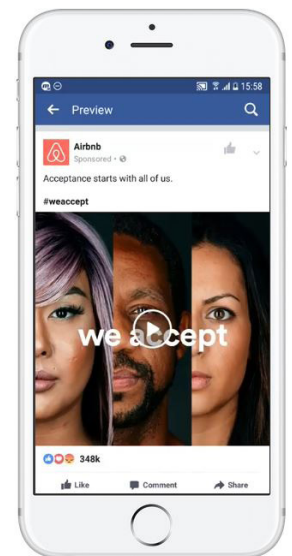 15:58
Preview
Airbnb
Sponsored •
Acceptance starts with all of us.
#weaccept
we accept
348k
Like Comment Share